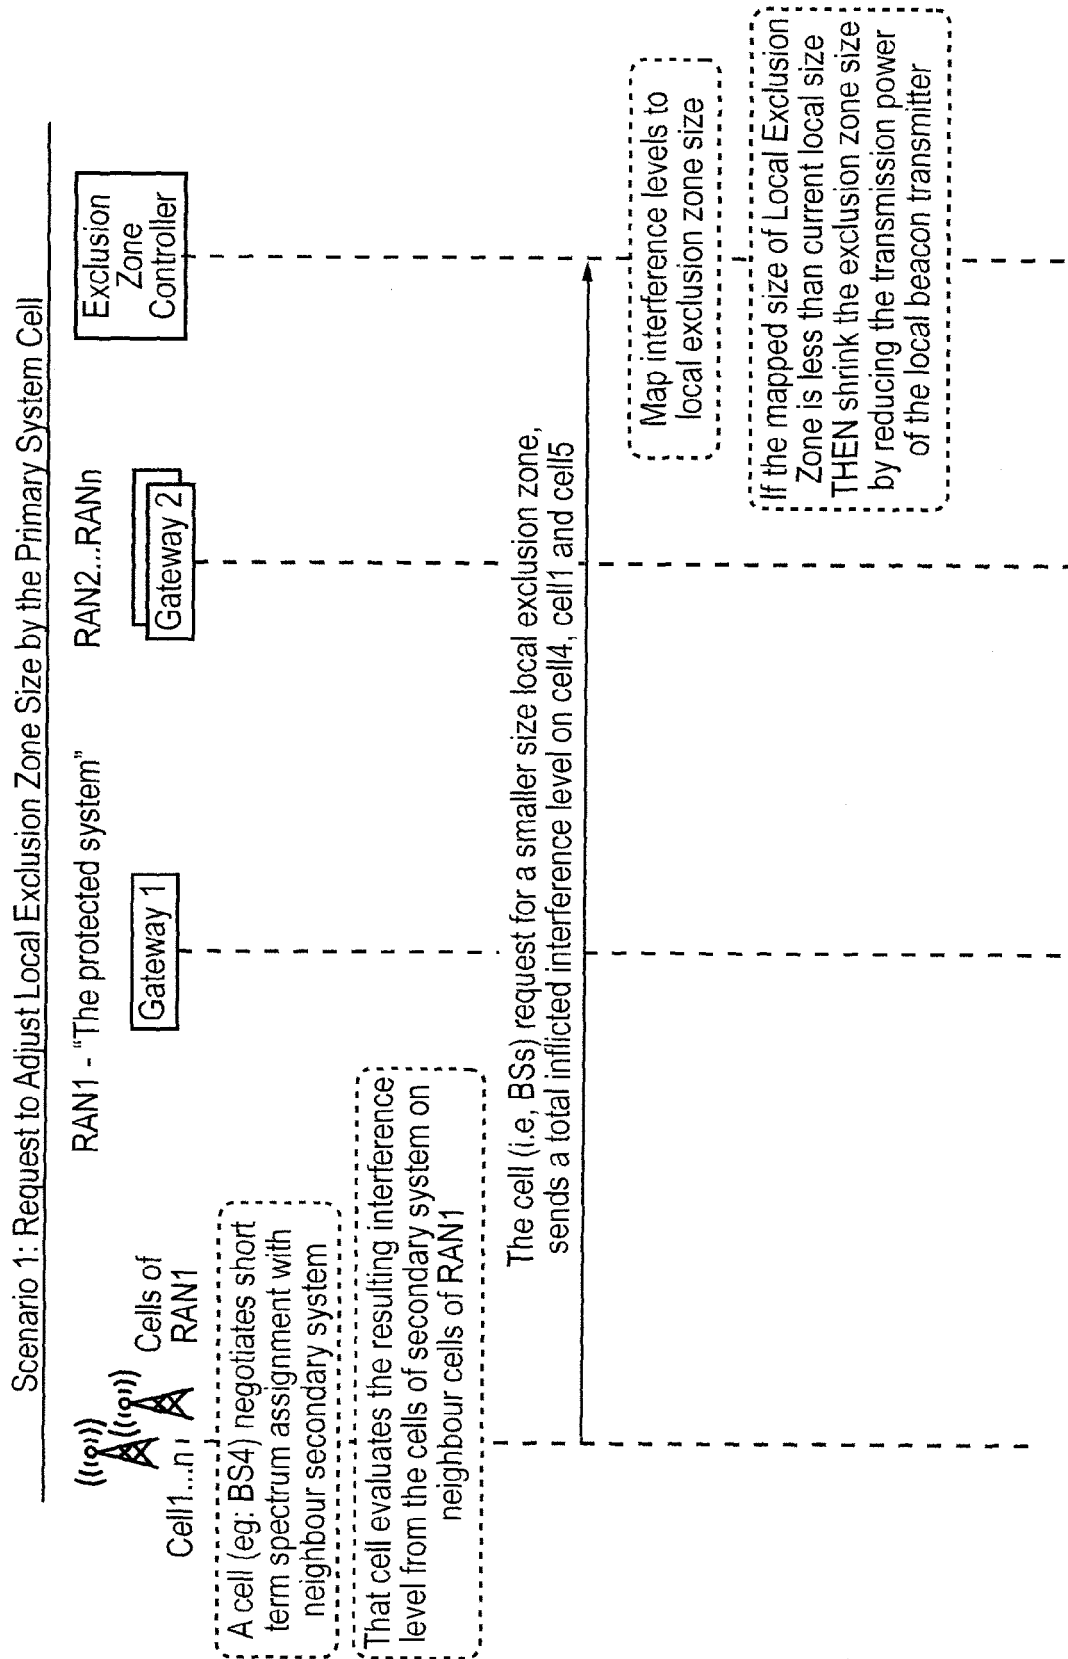 Scenario 1: Request to Adjust Local Exclusion Zone Size by the Primary System Cell
Cell1...n
Cells of
RAN1
RAN1 - "The protected system"
Gateway 1
RAN2...RANn
Gateway 2
Exclusion
Zone
Controller
A cell (eg: BS4) negotiates short
term spectrum assignment with
neighbour secondary system
That cell evaluates the resulting interference
level from the cells of secondary system on
neighbour cells of RAN1
The cell (i.e, BSs) request for a smaller size local exclusion zone,
sends a total inflicted interference level on cell4, cell1 and cell5
Map interference levels to
local exclusion zone size
If the mapped size of Local Exclusion
Zone is less than current local size
THEN shrink the exclusion zone size
by reducing the transmission power
of the local beacon transmitter